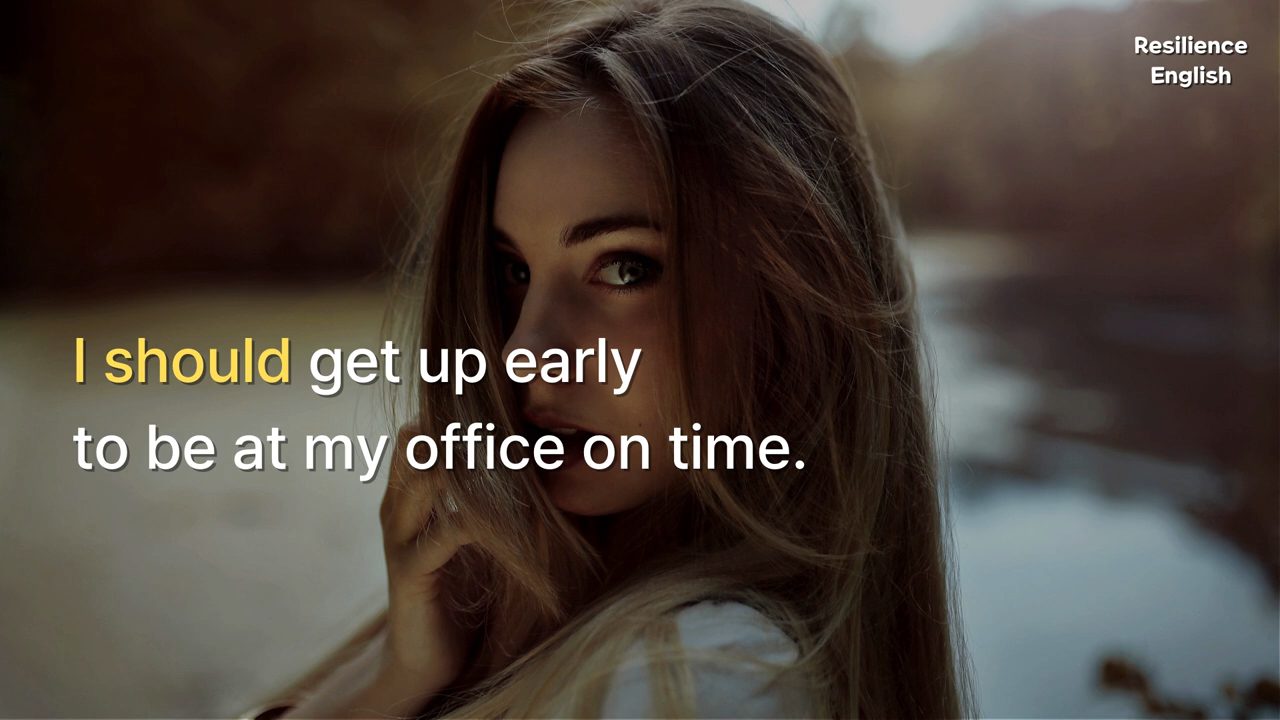 Resilience
English
I should get up early
to be at my office on time.